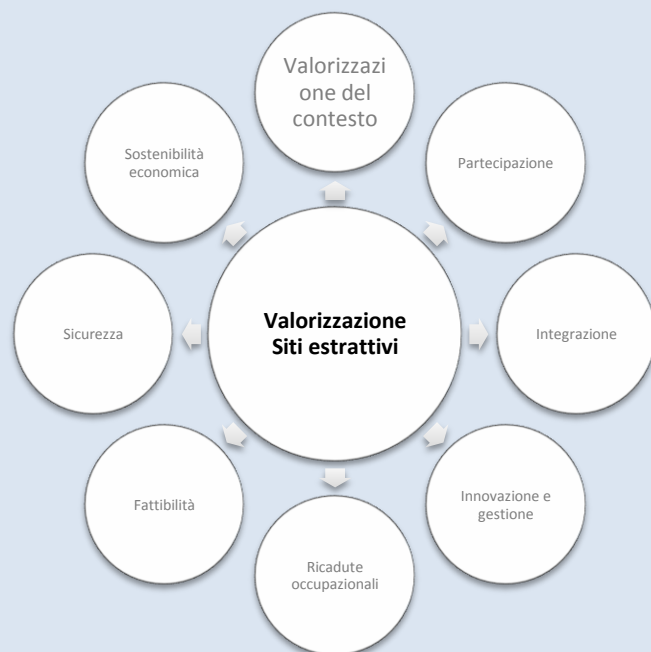 Valorizzazi
one del
contesto
Sostenibilità
economica
Partecipazione
Sicurezza
Valorizzazione
Siti estrattivi
Integrazione
Fattibilità
Innovazione e
gestione
Ricadute
occupazionali